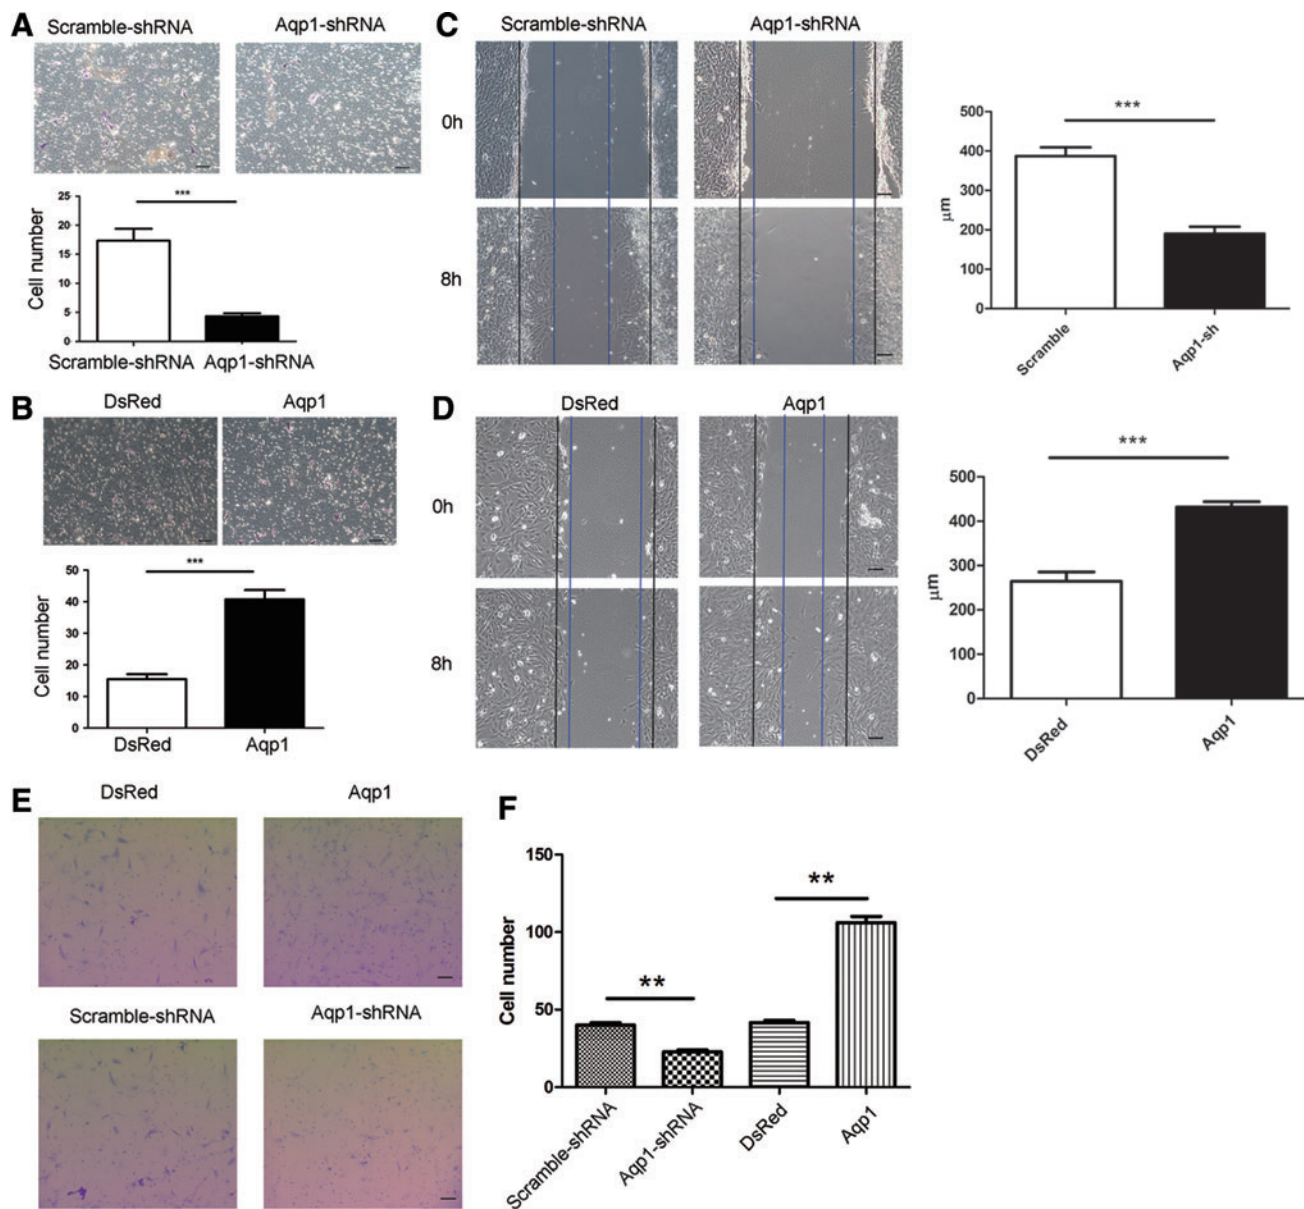 A
Scramble-shRNA
Aqp1-shRNA
***
Cell number
25
20
15
10
5
0
Scramble-shRNA
Aqp1-shRNA
B
DsRed
Aqp1
***
Cell number
50
40
30
20
10
0
DsRed
Aqp1
C
Scramble-shRNA
Aqp1-shRNA
0h
8h
***
μm
500
400
300
200
100
0
Scramble
Aqp1-sh
D
DsRed
Aqp1
0h
8h
***
μm
500
400
300
200
100
0
DsRed
Aqp1
E
DsRed
Aqp1
Scramble-shRNA
Aqp1-shRNA
F
Cell number
150
100
50
0
**
**
Scramble-shRNA
Aqp1-shRNA
DsRed
Aqp1